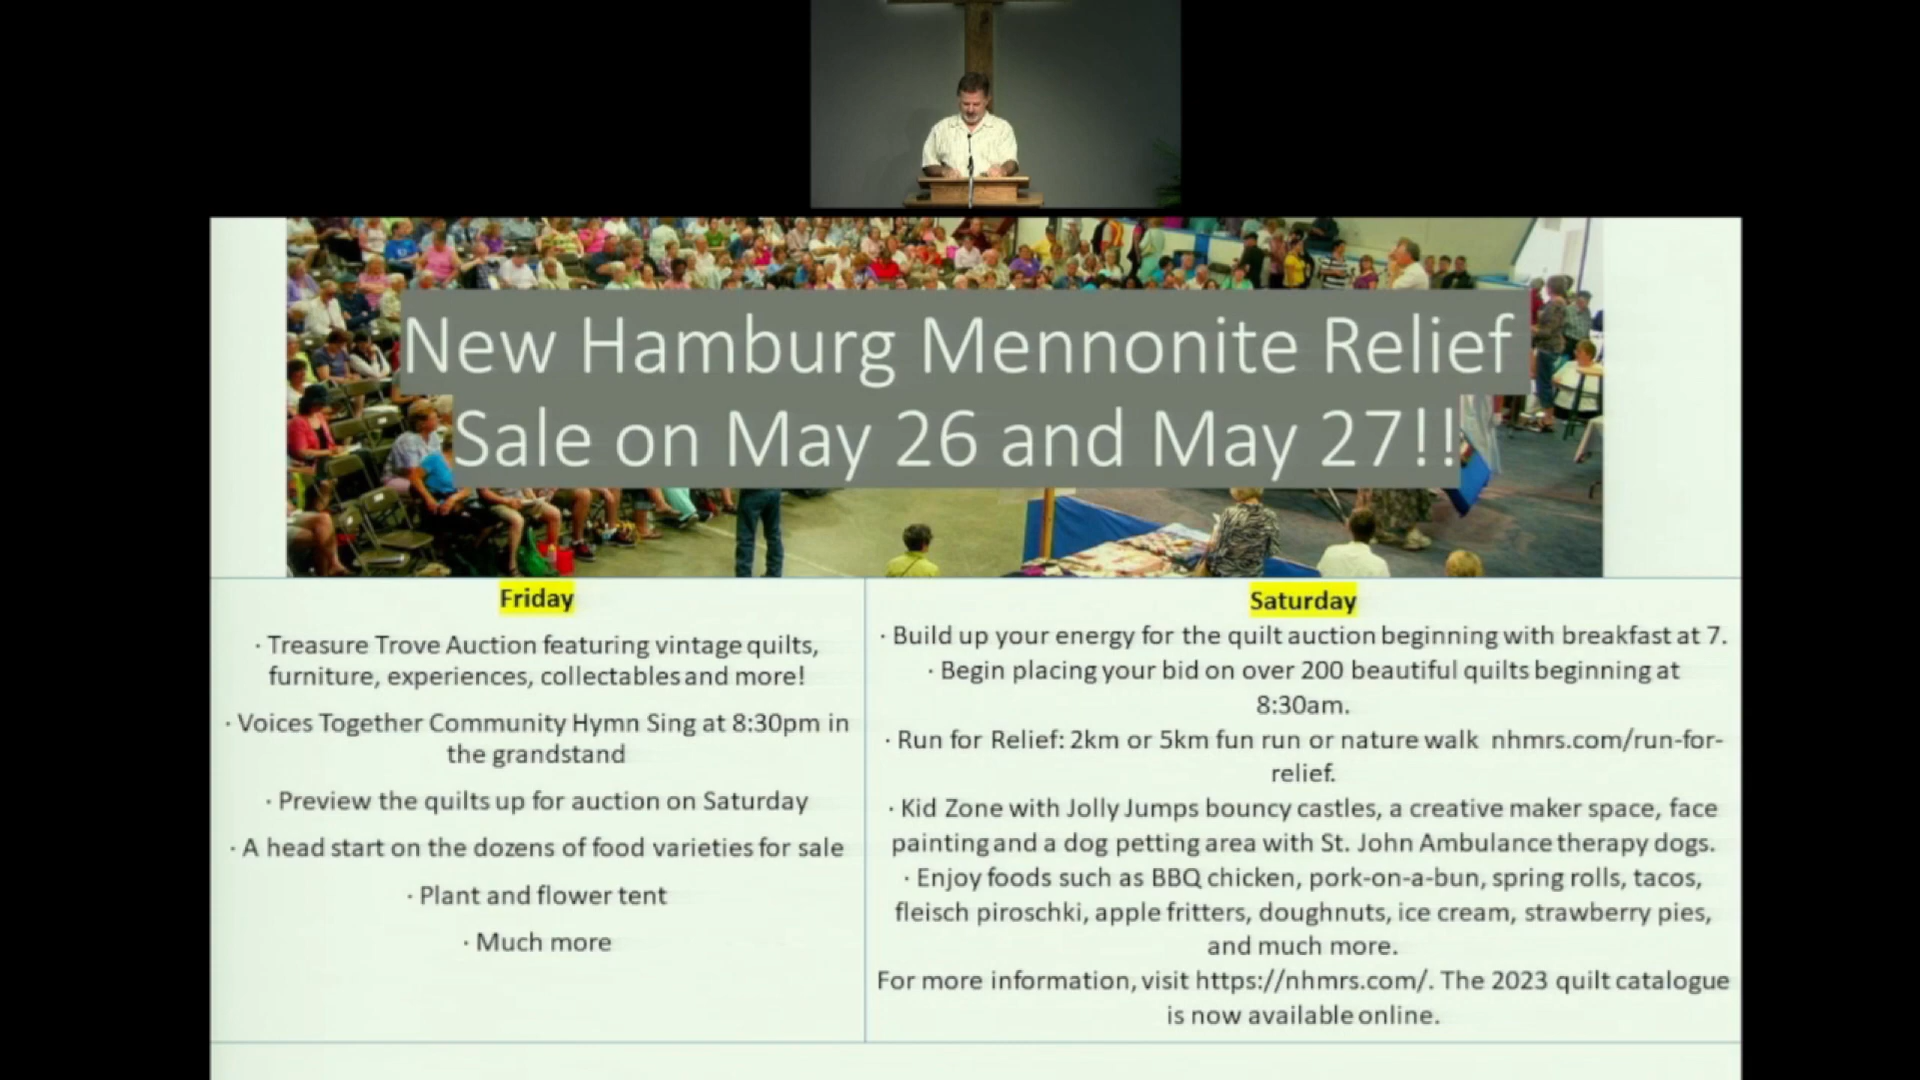 New Hamburg Mennonite Relief
Sale on May 26 and May 27!!
Friday
· Treasure Trove Auction featuring vintage quilts,
furniture, experiences, collectables and more!
· Voices Together Community Hymn Sing at 8:30pm in
the grandstand
· Preview the quilts up for auction on Saturday
· A head start on the dozens of food varieties for sale
· Plant and flower tent
· Much more
Saturday
· Build up your energy for the quilt auction beginning with breakfast at 7.
· Begin placing your bid on over 200 beautiful quilts beginning at
8:30am.
· Run for Relief: 2km or 5km fun run or nature walk nhmrs.com/run-for-
relief.
· Kid Zone with Jolly Jumps bouncy castles, a creative maker space, face
painting and a dog petting area with St. John Ambulance therapy dogs.
· Enjoy foods such as BBQ chicken, pork-on-a-bun, spring rolls, tacos,
fleisch piroschki, apple fritters, doughnuts, ice cream, strawberry pies,
and much more.
For more information, visit https://nhmrs.com/. The 2023 quilt catalogue
is now available online.